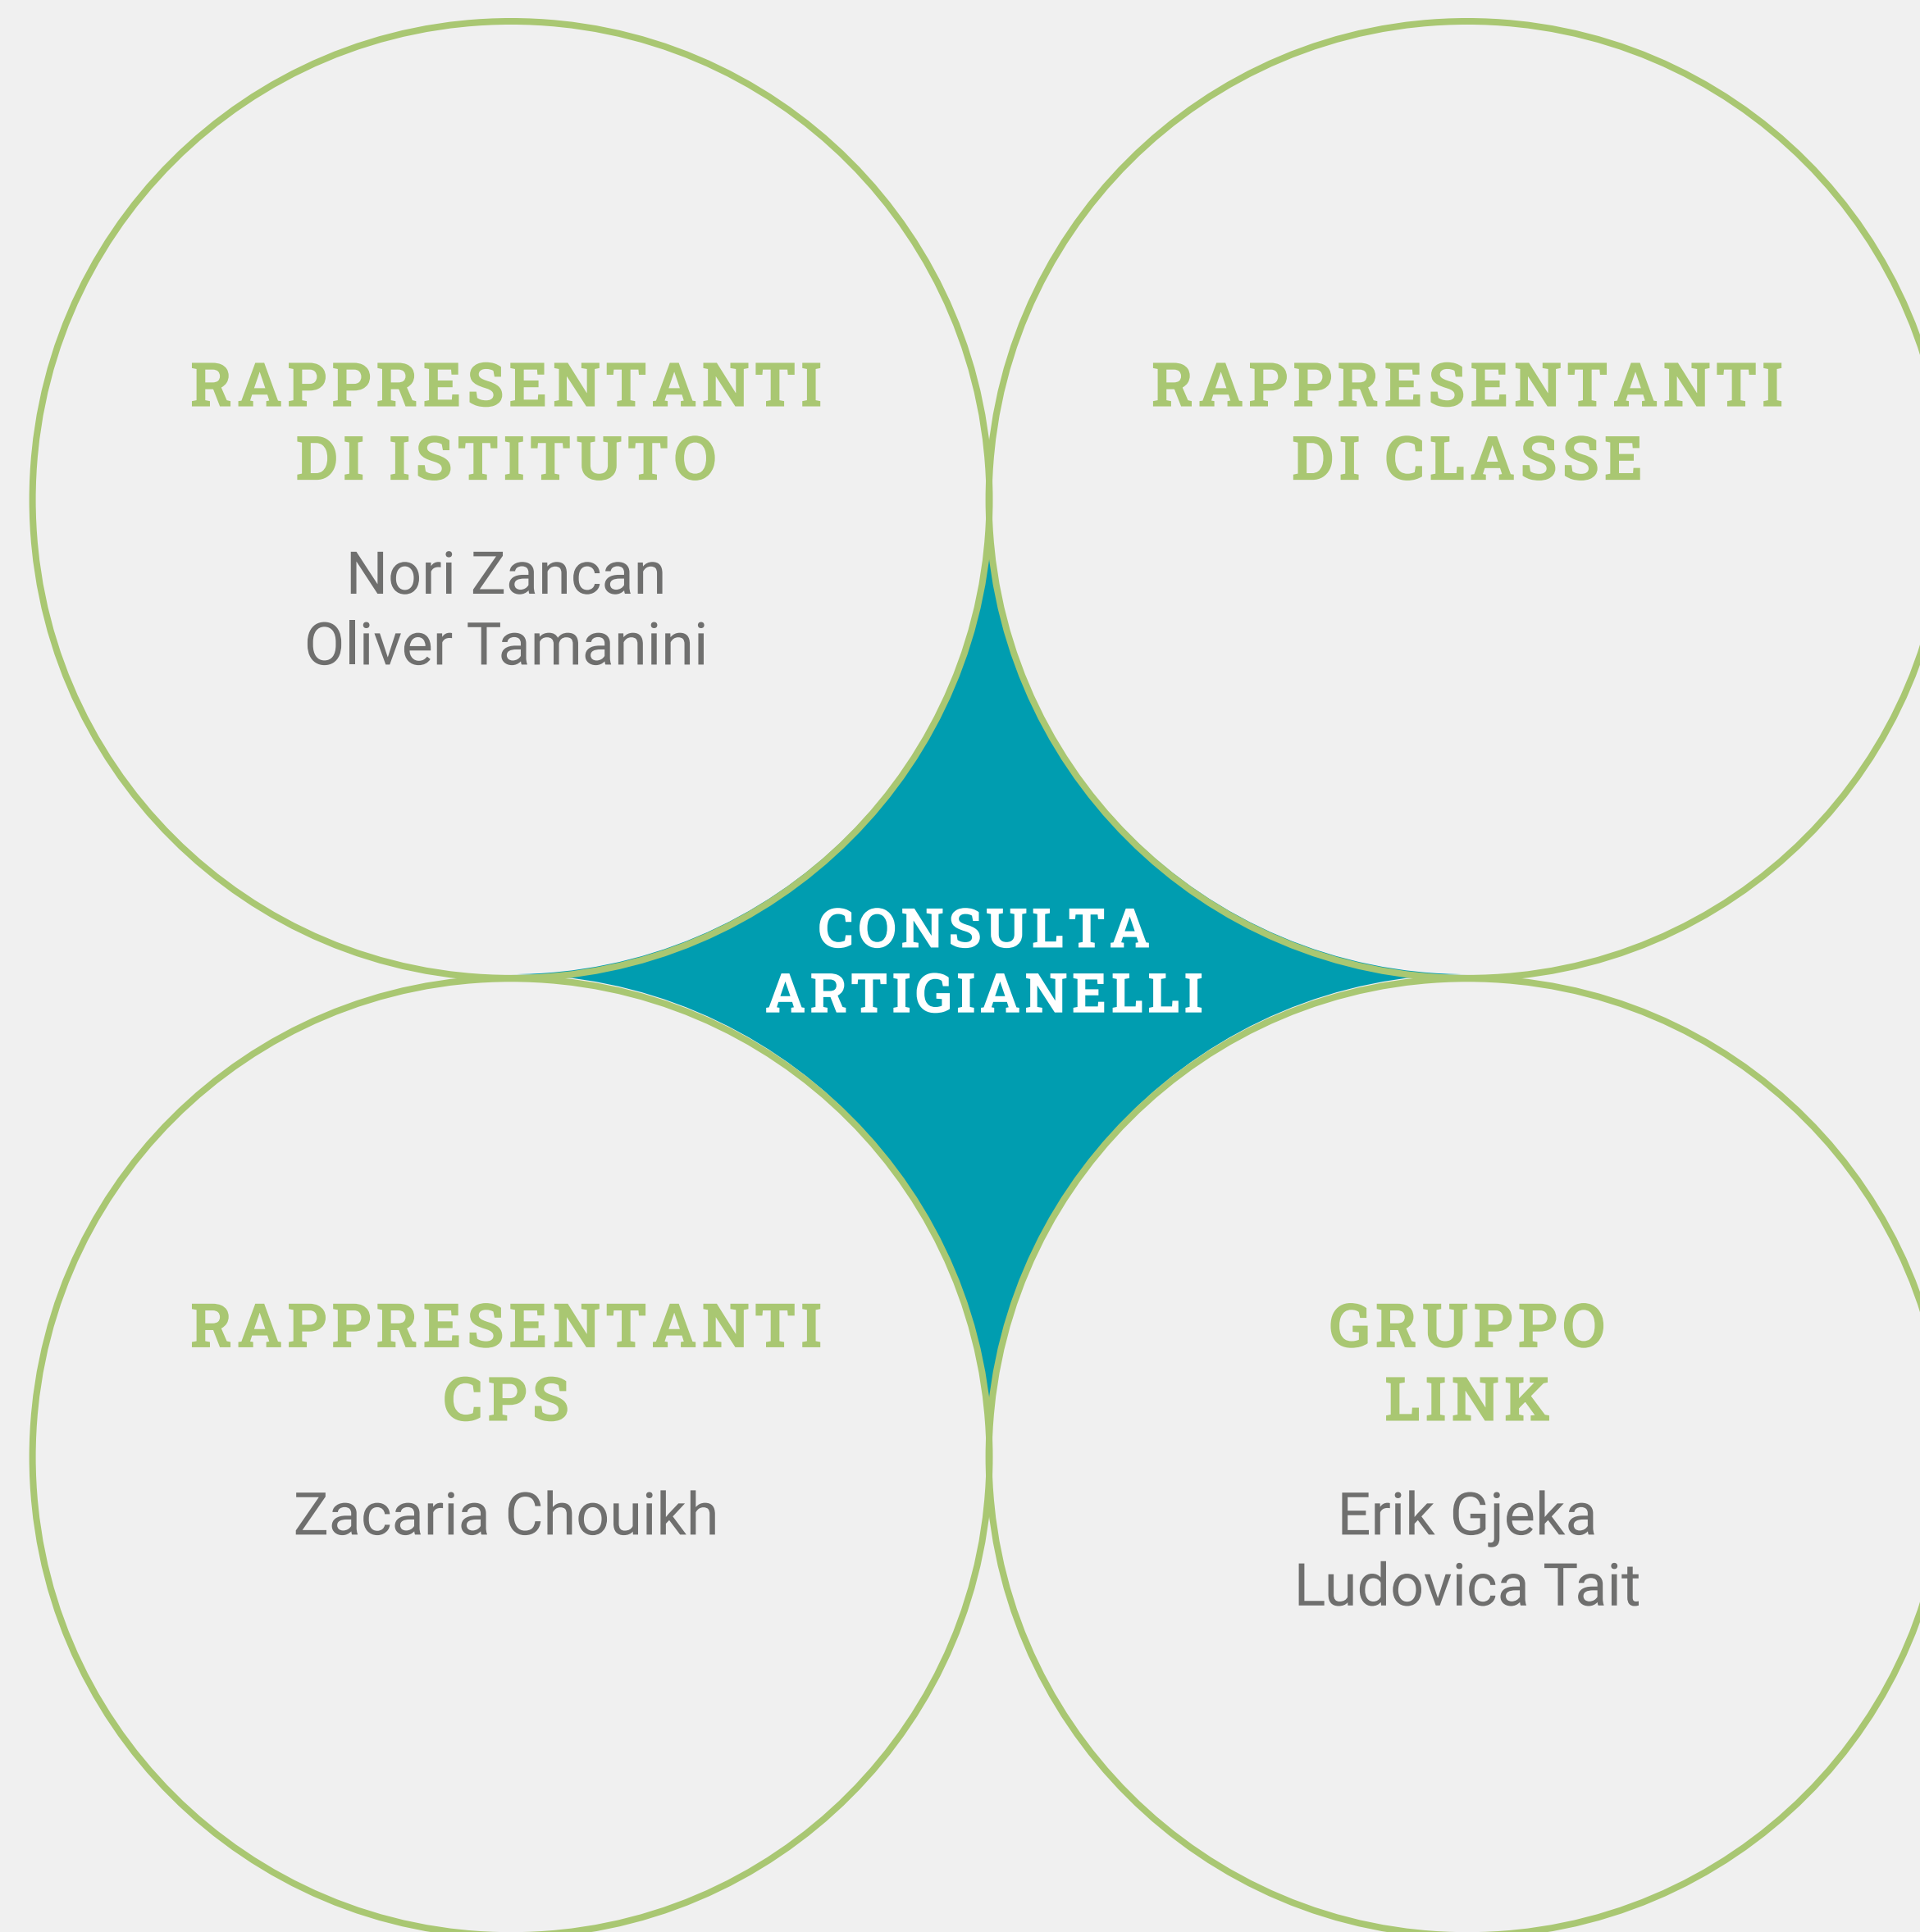 RAPPRESENTANTI
DI ISTITUTO
Nori Zancan
Oliver Tamanini
RAPPRESENTANTI
DI CLASSE
CONSULTA
ARTIGIANELLI
RAPPRESENTANTI
CPS
Zacaria Chouikh
GRUPPO
LINK
Erik Gjeka
Ludovica Tait